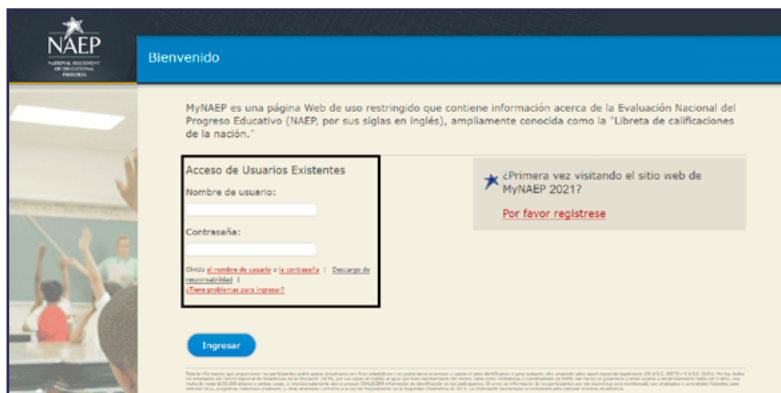 NAEP
NATIONAL ASSESSMENT
OF EDUCATIONAL
PROGRESS
Bienvenido
MyNAEP es una página Web de uso restringido que contiene información acerca de la Evaluación Nacional del
Progreso Educativo (NAEP, por sus siglas en inglés), ampliamente conocida como la "Libreta de calificaciones
de la nación."
Acceso de Usuarios Existentes
Nombre de usuario:
Contraseña:
Olvidó el nombre de usuario o la contraseña | Descargo de
responsabilidad |
¿Tiene problemas para ingresar?
¿Primera vez visitando el sitio web de
MyNAEP 2021?
Por favor registrese
Ingresar